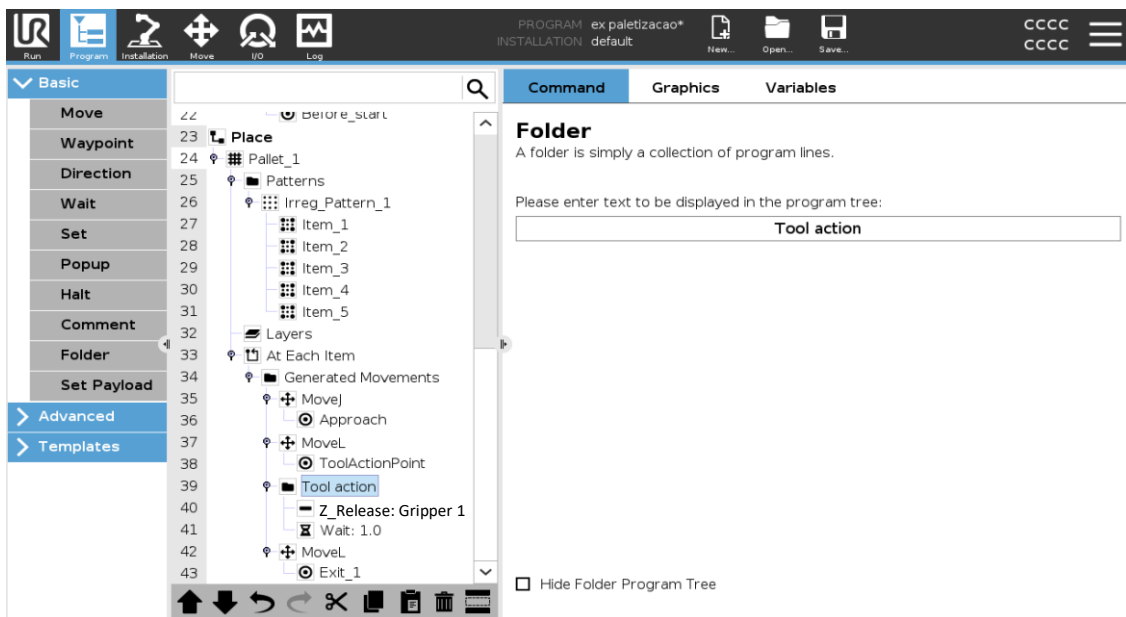 PROGRAM ex paletizacao*
INSTALLATION default
Run Program Installation Move I/O Log New... Open... Save...
CCCC
CCCC
Basic
Move
Waypoint
Direction
Wait
Set
Popup
Halt
Comment
Folder
Set Payload
Advanced
Templates
22 Before_start
23 Place
24 Pallet_1
25 Patterns
26 Irreg_Pattern_1
27 Item_1
28 Item_2
29 Item_3
30 Item_4
31 Item_5
32 Layers
33 At Each Item
34 Generated Movements
35 MoveJ
36 Approach
37 MoveL
38 ToolActionPoint
39 Tool action
40 Z_Release: Gripper 1
41 Wait: 1.0
42 MoveL
43 Exit_1
Command Graphics Variables
Folder
A folder is simply a collection of program lines.
Please enter text to be displayed in the program tree:
Tool action
Hide Folder Program Tree